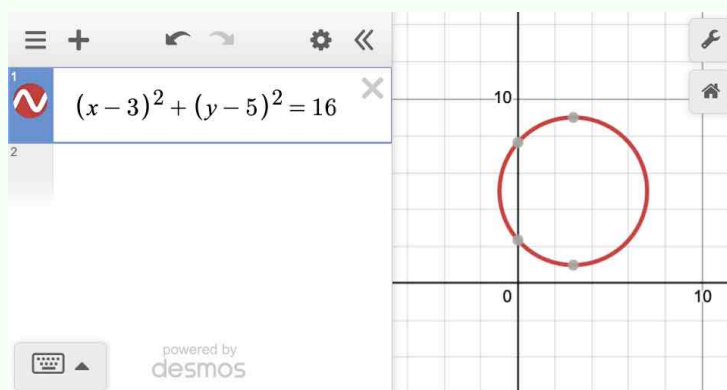 1
(x − 3)² + (y − 5)² = 16
2
powered by
desmos
10
0
10